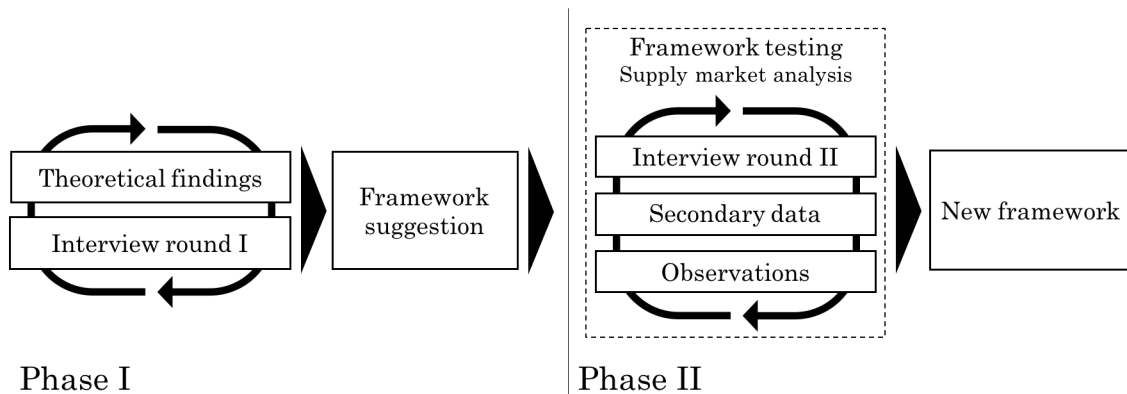 Theoretical findings
Interview round I
Framework
suggestion
Phase I
Framework testing
Supply market analysis
Interview round II
Secondary data
Observations
New framework
Phase II